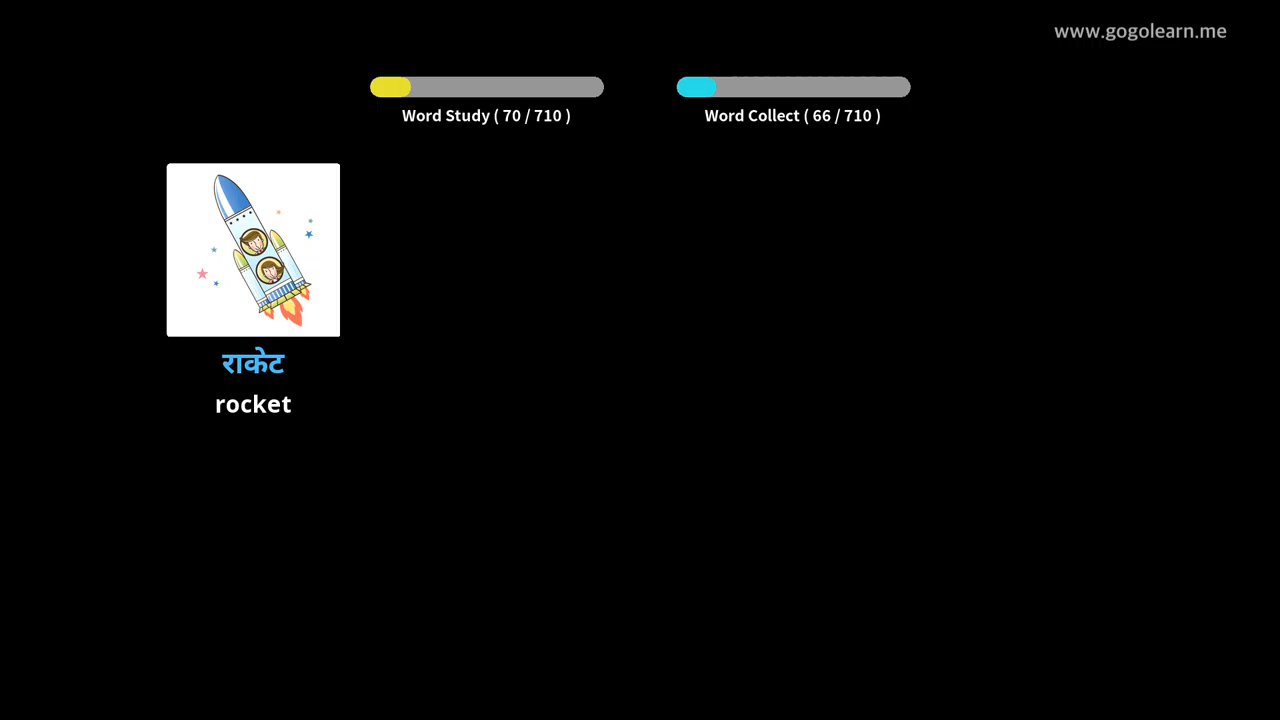 www.gogolearn.me
Word Study ( 70 / 710 )
Word Collect ( 66 / 710 )
राकेट
rocket